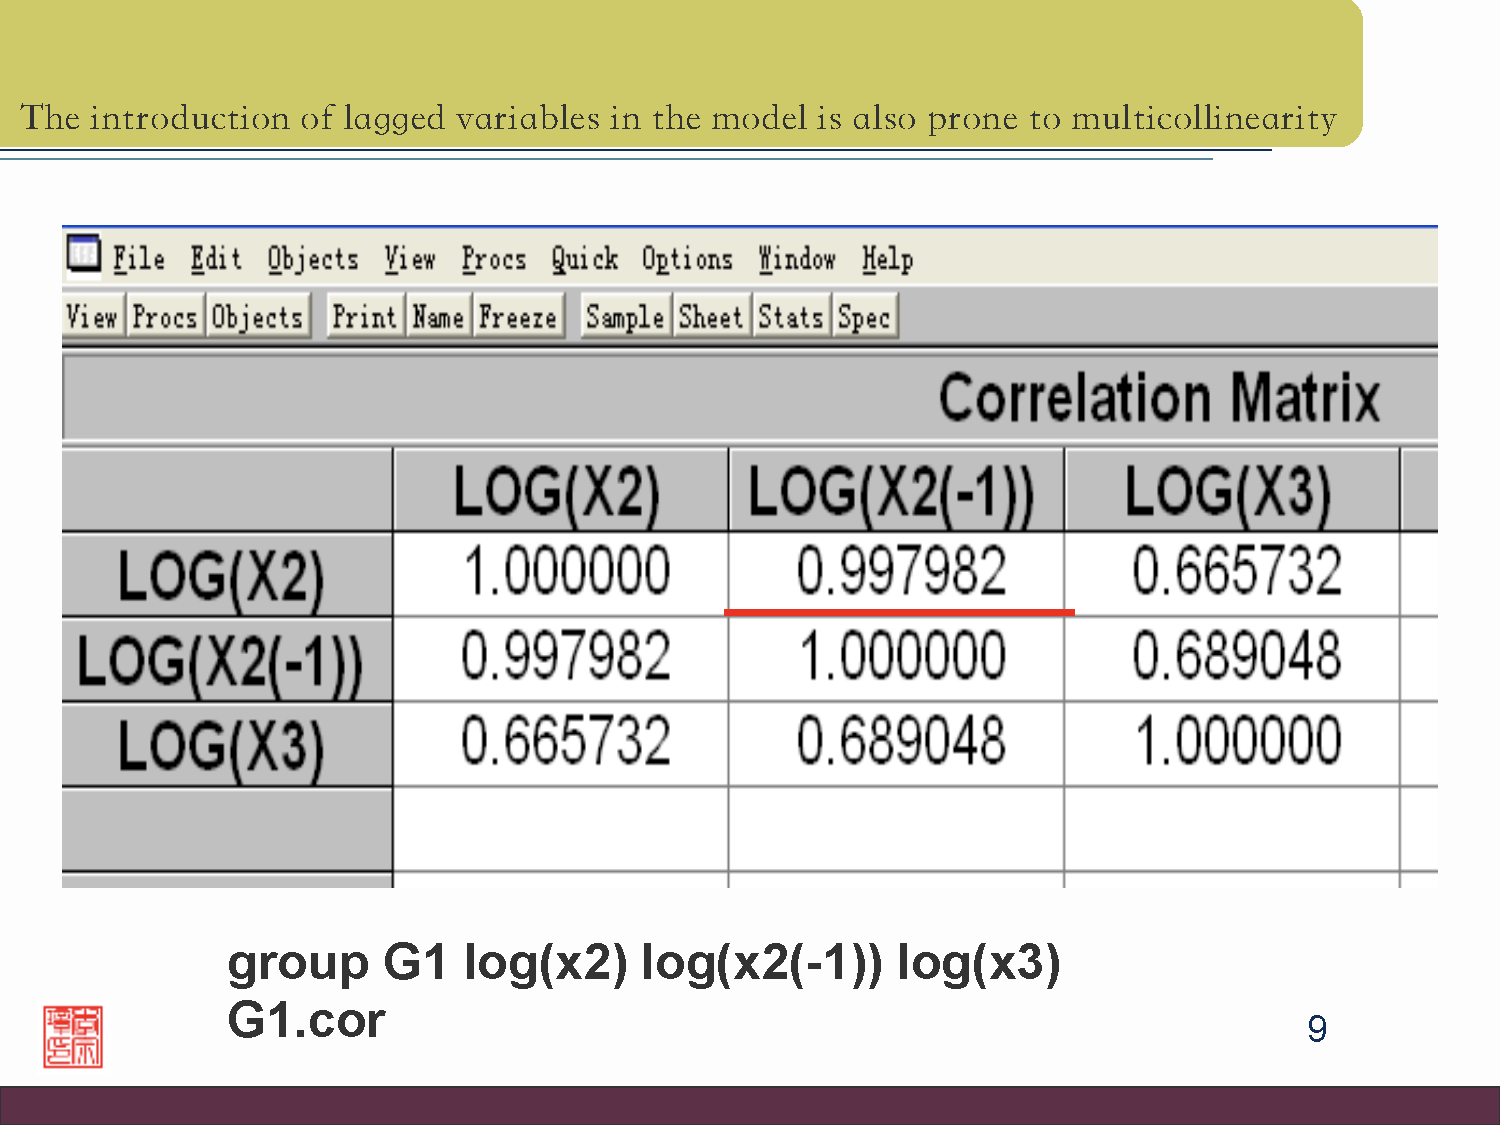 The introduction of lagged variables in the model is also prone to multicollinearity
File Edit Objects View Procs Quick Options Window Help
View Procs Objects Print Name Freeze Sample Sheet Stats Spec
Correlation Matrix
LOG(X2) LOG(X2(-1)) LOG(X3)
LOG(X2) 1.000000 0.997982 0.665732
LOG(X2(-1)) 0.997982 1.000000 0.689048
LOG(X3) 0.665732 0.689048 1.000000
group G1 log(x2) log(x2(-1)) log(x3)
G1.cor
9